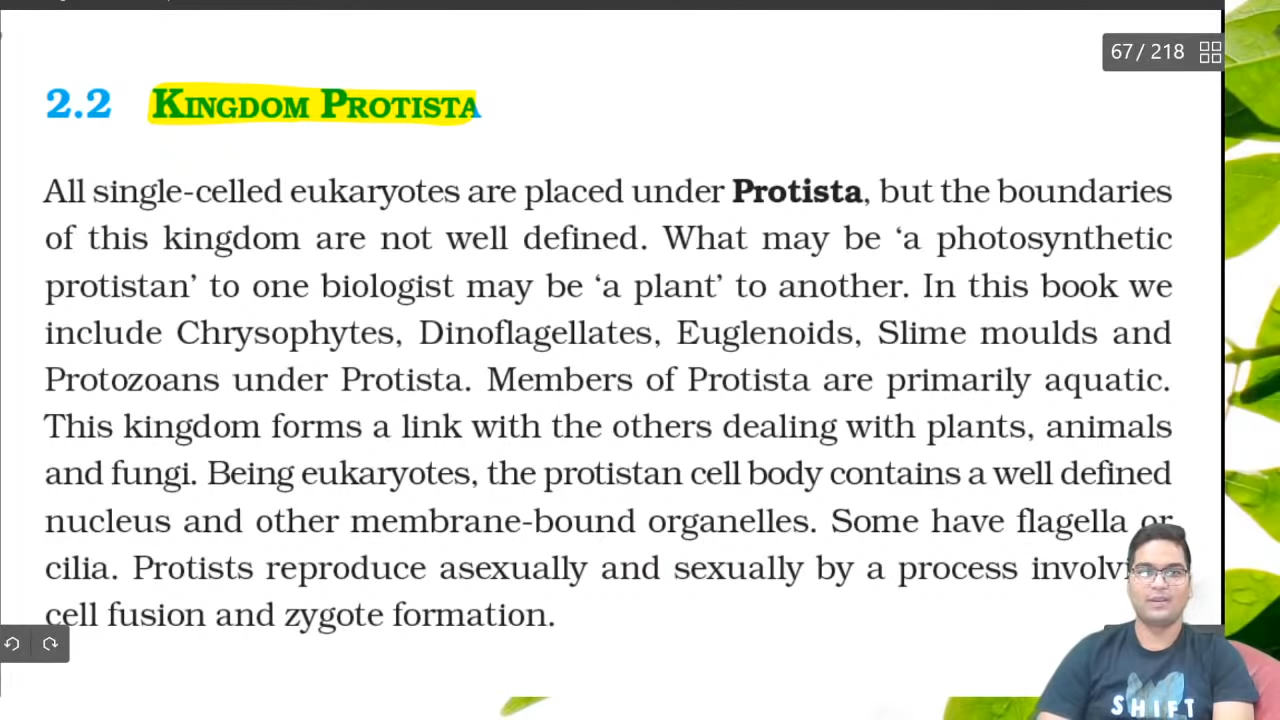 67 / 218
2.2 KINGDOM PROTISTA
All single-celled eukaryotes are placed under Protista, but the boundaries
of this kingdom are not well defined. What may be ‘a photosynthetic
protistan’ to one biologist may be ‘a plant’ to another. In this book we
include Chrysophytes, Dinoflagellates, Euglenoids, Slime moulds and
Protozoans under Protista. Members of Protista are primarily aquatic.
This kingdom forms a link with the others dealing with plants, animals
and fungi. Being eukaryotes, the protistan cell body contains a well defined
nucleus and other membrane-bound organelles. Some have flagella or
cilia. Protists reproduce asexually and sexually by a process
cell fusion and zygote formation.
SHIFT